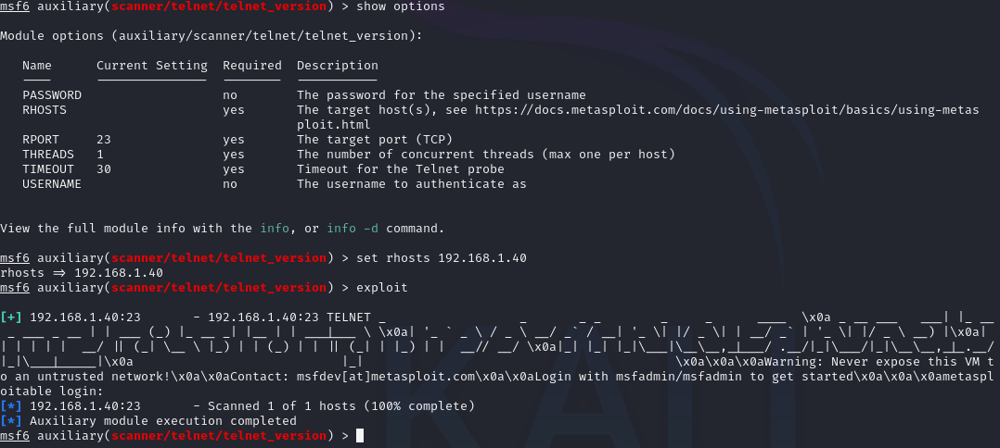 msf6 auxiliary(scanner/telnet/telnet_version) > show options
Module options (auxiliary/scanner/telnet/telnet_version):
   Name      Current Setting  Required  Description
   ----      ---------------  --------  -----------
   PASSWORD                   no        The password for the specified username
   RHOSTS                     yes       The target host(s), see https://docs.metasploit.com/docs/using-metasploit/basics/using-metas
                                        ploit.html
   RPORT     23               yes       The target port (TCP)
   THREADS   1                yes       The number of concurrent threads (max one per host)
   TIMEOUT   30               yes       Timeout for the Telnet probe
   USERNAME                   no        The username to authenticate as
View the full module info with the info, or info -d command.
msf6 auxiliary(scanner/telnet/telnet_version) > set rhosts 192.168.1.40
rhosts => 192.168.1.40
msf6 auxiliary(scanner/telnet/telnet_version) > exploit
[+] 192.168.1.40:23       - 192.168.1.40:23 TELNET _                  _       _ _        _     _      ____  \x0a _ __ ___   ___| |_ __
_ ___ _ __ | | ___ (_) |_ __ _| |__ | | ___|___ \ \x0a| '_ ` _ \ / _ \ __/ _` / __| '_ \| |/ _ \| | __/ _` | '_ \| |/ _ \ __) |\x0a|
| | | | | __/ || (_| \__ \ |_) | | (_) | | || (_| | |_) | | __// __/ \x0a|_| |_| |_|\___|\__\__,_|___/ .__/|_|\___/|_|\__\__,_|_.__/
|_|\___|_____|\x0a                            |_|                                          \x0a\x0a\x0aWarning: Never expose this VM t
o an untrusted network!\x0a\x0aContact: msfdev[at]metasploit.com\x0a\x0aLogin with msfadmin/msfadmin to get started\x0a\x0a\x0ametaspl
oitable login:
[*] 192.168.1.40:23       - Scanned 1 of 1 hosts (100% complete)
[*] Auxiliary module execution completed
msf6 auxiliary(scanner/telnet/telnet_version) >
KALI